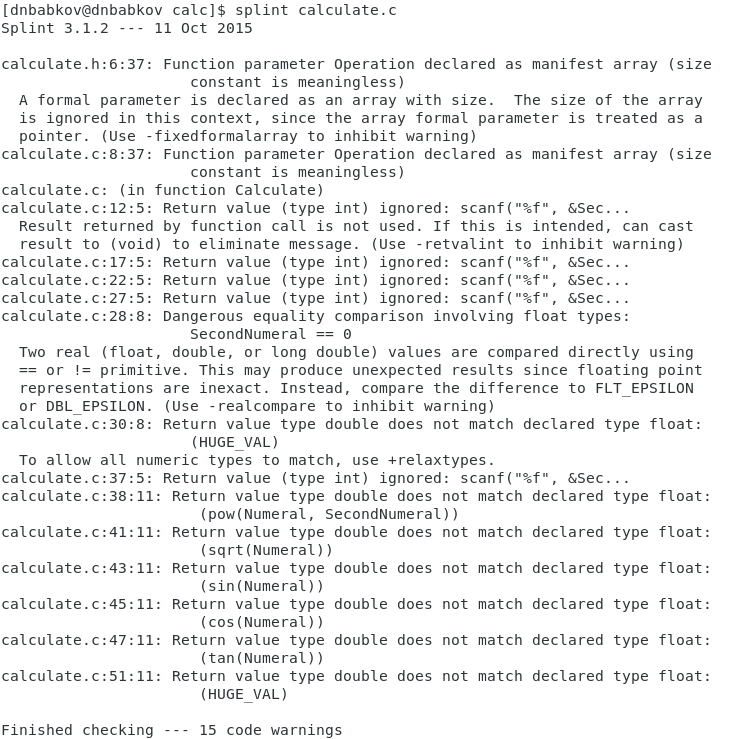 [dnbabkov@dnbabkov calc]$ splint calculate.c
Splint 3.1.2 --- 11 Oct 2015

calculate.h:6:37: Function parameter Operation declared as manifest array (size
                     constant is meaningless)
  A formal parameter is declared as an array with size.  The size of the array
  is ignored in this context, since the array formal parameter is treated as a
  pointer. (Use -fixedformalarray to inhibit warning)
calculate.c:8:37: Function parameter Operation declared as manifest array (size
                     constant is meaningless)
calculate.c: (in function Calculate)
calculate.c:12:5: Return value (type int) ignored: scanf("%f", &Sec...
  Result returned by function call is not used. If this is intended, can cast
  result to (void) to eliminate message. (Use -retvalint to inhibit warning)
calculate.c:17:5: Return value (type int) ignored: scanf("%f", &Sec...
calculate.c:22:5: Return value (type int) ignored: scanf("%f", &Sec...
calculate.c:27:5: Return value (type int) ignored: scanf("%f", &Sec...
calculate.c:28:8: Dangerous equality comparison involving float types:
                     SecondNumeral == 0
  Two real (float, double, or long double) values are compared directly using
  == or != primitive. This may produce unexpected results since floating point
  representations are inexact. Instead, compare the difference to FLT_EPSILON
  or DBL_EPSILON. (Use -realcompare to inhibit warning)
calculate.c:30:8: Return value type double does not match declared type float:
                     (HUGE_VAL)
  To allow all numeric types to match, use +relaxtypes.
calculate.c:37:5: Return value (type int) ignored: scanf("%f", &Sec...
calculate.c:38:11: Return value type double does not match declared type float:
                      (pow(Numeral, SecondNumeral))
calculate.c:41:11: Return value type double does not match declared type float:
                      (sqrt(Numeral))
calculate.c:43:11: Return value type double does not match declared type float:
                      (sin(Numeral))
calculate.c:45:11: Return value type double does not match declared type float:
                      (cos(Numeral))
calculate.c:47:11: Return value type double does not match declared type float:
                      (tan(Numeral))
calculate.c:51:11: Return value type double does not match declared type float:
                      (HUGE_VAL)

Finished checking --- 15 code warnings